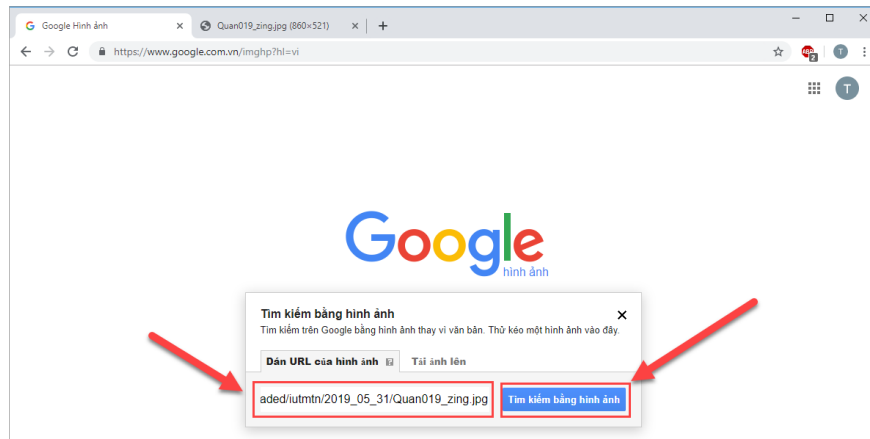 Google Hình ảnh
Quan019_zing.jpg (860×521)
https://www.google.com.vn/imghp?hl=vi
ABP
2
T
T
Google
hình ảnh
Tìm kiếm bằng hình ảnh
Tìm kiếm trên Google bằng hình ảnh thay vì văn bản. Thử kéo một hình ảnh vào đây.
Dán URL của hình ảnh
Tải ảnh lên
aded/iutmtn/2019_05_31/Quan019_zing.jpg
Tìm kiếm bằng hình ảnh